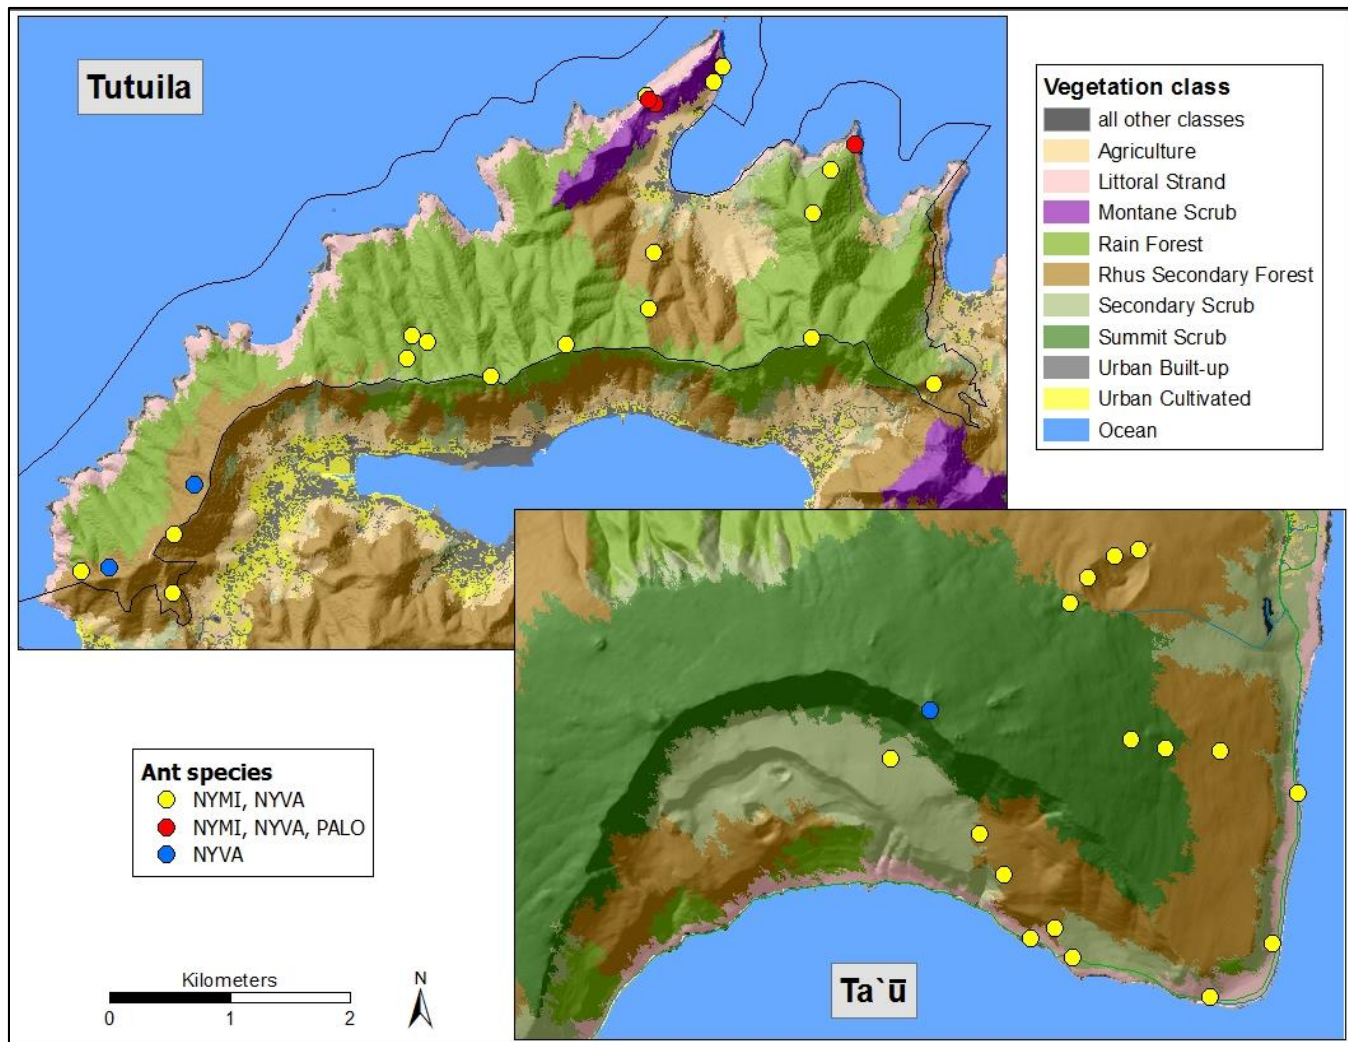 Tutuila
Vegetation class
all other classes
Agriculture
Littoral Strand
Montane Scrub
Rain Forest
Rhus Secondary Forest
Secondary Scrub
Summit Scrub
Urban Built-up
Urban Cultivated
Ocean
Ant species
NYMI, NYVA
NYMI, NYVA, PALO
NYVA
Kilometers
0 1 2
N
Ta`ū